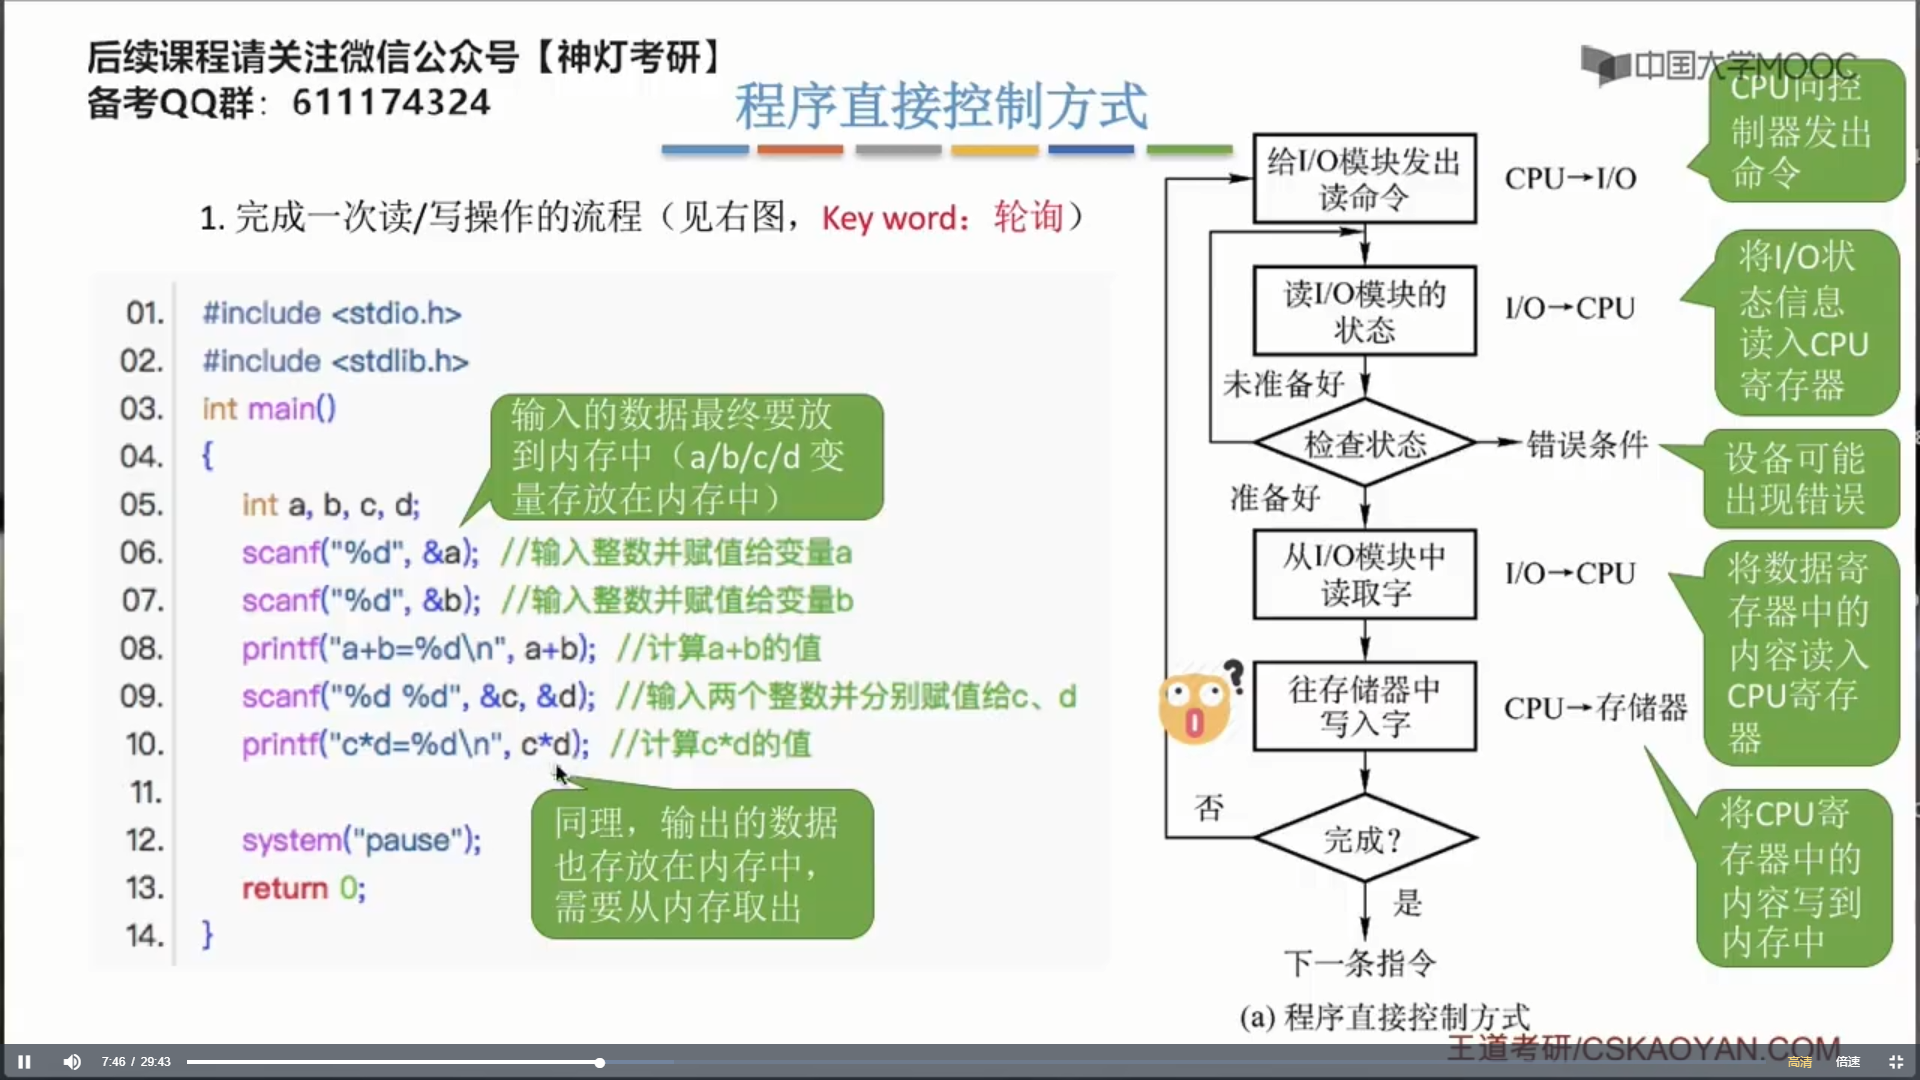 后续课程请关注微信公众号【神灯考研】
备考QQ群：611174324
中国大学MOOC
程序直接控制方式
1. 完成一次读/写操作的流程（见右图，Key word：轮询）
01. #include <stdio.h>
02. #include <stdlib.h>
03. int main()
04. {
05. int a, b, c, d;
06. scanf("%d", &a); //输入整数并赋值给变量a
07. scanf("%d", &b); //输入整数并赋值给变量b
08. printf("a+b=%d\n", a+b); //计算a+b的值
09. scanf("%d %d", &c, &d); //输入两个整数并分别赋值给c、d
10. printf("c*d=%d\n", c*d); //计算c*d的值
11.
12. system("pause");
13. return 0;
14. }
输入的数据最终要放
到内存中（a/b/c/d 变
量存放在内存中）
同理，输出的数据
也存放在内存中，
需要从内存取出
给I/O模块发出
读命令
CPU→I/O
CPU向控
制器发出
命令
读I/O模块的
状态
I/O→CPU
将I/O状
态信息
读入CPU
寄存器
未准备好
检查状态
错误条件
设备可能
出现错误
准备好
从I/O模块中
读取字
I/O→CPU
将数据寄
存器中的
内容读入
CPU寄存
器
?
往存储器中
写入字
CPU→存储器
将CPU寄
存器中的
内容写到
内存中
否
完成?
是
下一条指令
(a) 程序直接控制方式
王道考研/CSKAOYAN.COM
7:46 / 29:43
高清
倍速